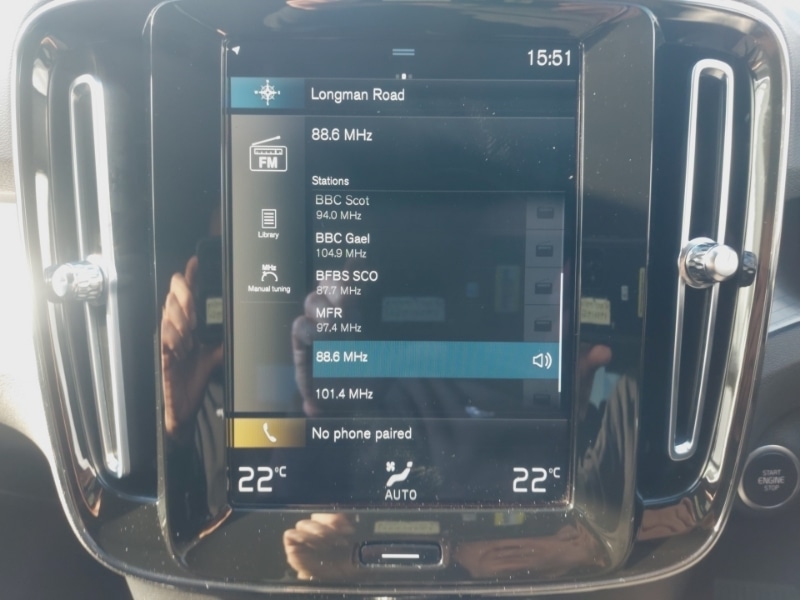 15:51
Longman Road
88.6 MHz
FM
Stations
BBC Scot
94.0 MHz
Library
BBC Gael
104.9 MHz
MHz
Manual tuning
BFBS SCO
87.7 MHz
MFR
97.4 MHz
88.6 MHz
101.4 MHz
No phone paired
22°C
AUTO
22°C
START
ENGINE
STOP